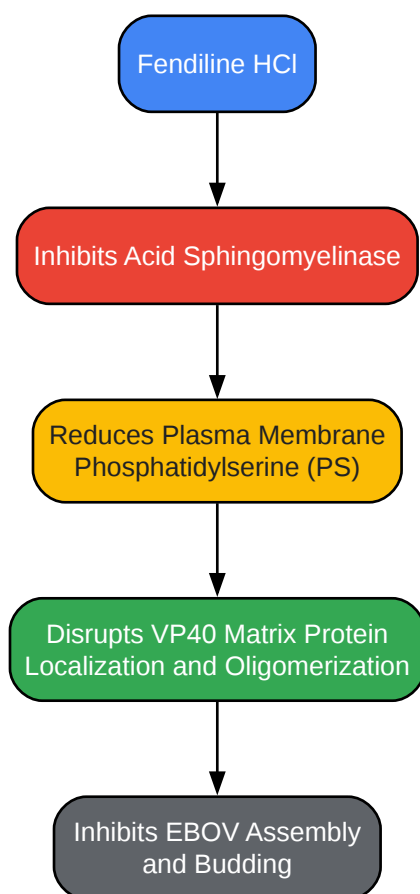 Fendiline HCl
Inhibits Acid Sphingomyelinase
Reduces Plasma Membrane
Phosphatidylserine (PS)
Disrupts VP40 Matrix Protein
Localization and Oligomerization
Inhibits EBOV Assembly
and Budding